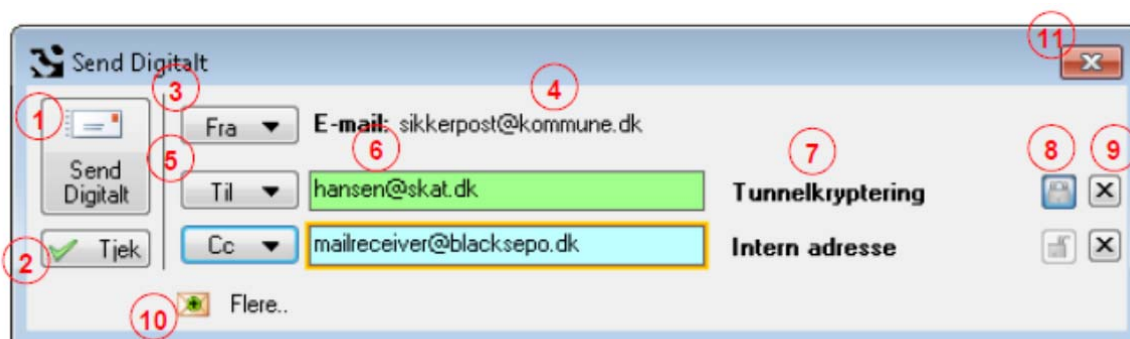 11
Send Digitalt
3
4
1
Fra
E-mail: sikkerpost@kommune.dk
5
6
7
8
9
Send
Digitalt
Til
hansen@skat.dk
Tunnelkryptering
2
Tjek
Cc
mailreceiver@blacksepo.dk
Intern adresse
10
Flere..